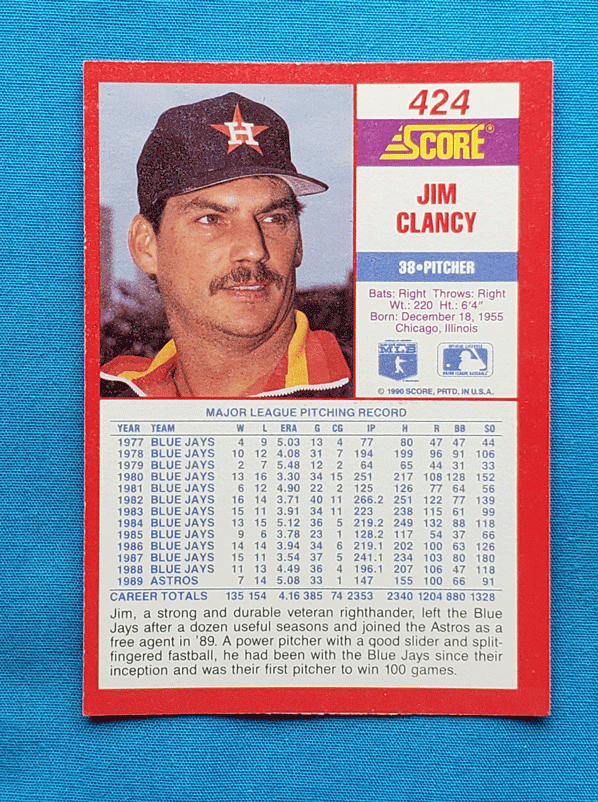 H
424
SCORE®
JIM
CLANCY
38•PITCHER
Bats: Right Throws: Right
Wt.: 220 Ht.: 6'4"
Born: December 18, 1955
Chicago, Illinois
MLB
© 1990 SCORE, PRTD. IN U.S.A.
MAJOR LEAGUE PITCHING RECORD
YEAR TEAM W L ERA G CG IP H R BB SO
1977 BLUE JAYS 4 9 5.03 13 4 77 80 47 47 44
1978 BLUE JAYS 10 12 4.08 31 7 194 199 96 91 106
1979 BLUE JAYS 2 7 5.48 12 2 64 65 44 31 33
1980 BLUE JAYS 13 16 3.30 34 15 251 217 108 128 152
1981 BLUE JAYS 6 12 4.90 22 2 125 126 77 64 56
1982 BLUE JAYS 16 14 3.71 40 11 266.2 251 122 77 139
1983 BLUE JAYS 15 11 3.91 34 11 223 238 115 61 99
1984 BLUE JAYS 13 15 5.12 36 5 219.2 249 132 88 118
1985 BLUE JAYS 9 6 3.78 23 1 128.2 117 54 37 66
1986 BLUE JAYS 14 14 3.94 34 6 219.1 202 100 63 126
1987 BLUE JAYS 15 11 3.54 37 5 241.1 234 103 80 180
1988 BLUE JAYS 11 13 4.49 36 4 196.1 207 106 47 118
1989 ASTROS 7 14 5.08 33 1 147 155 100 66 91
CAREER TOTALS 135 154 4.16 385 74 2353 2340 1204 880 1328
Jim, a strong and durable veteran righthander, left the Blue
Jays after a dozen useful seasons and joined the Astros as a
free agent in '89. A power pitcher with a good slider and split-
fingered fastball, he had been with the Blue Jays since their
inception and was their first pitcher to win 100 games.